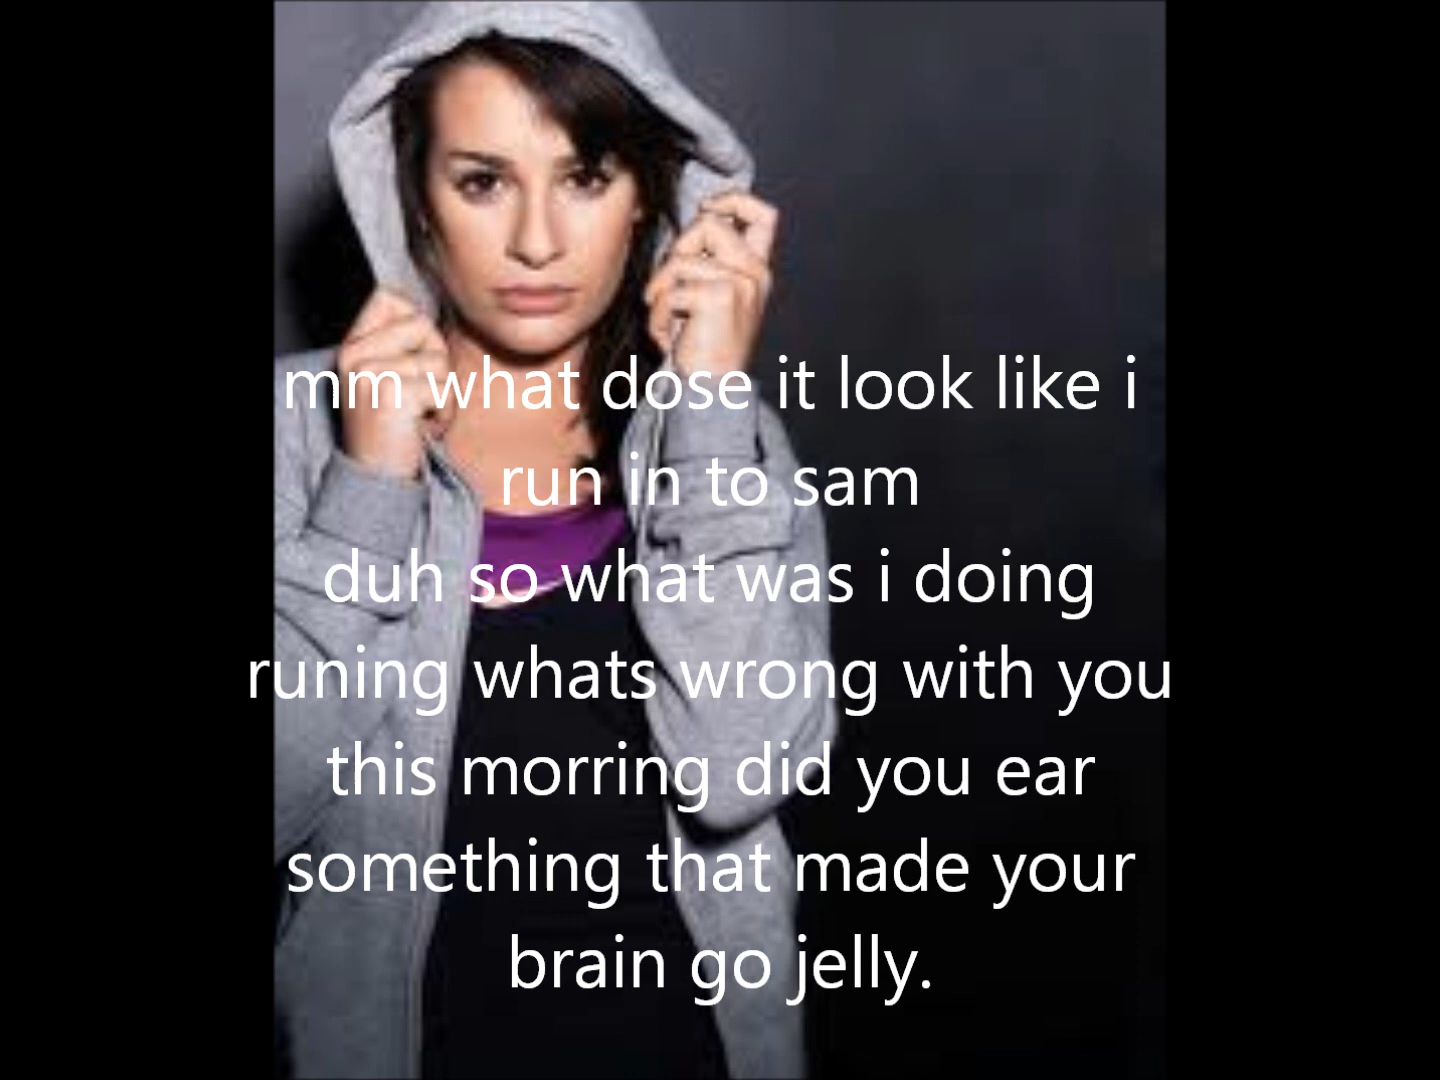 mm what dose it look like i
run in to sam
duh so what was i doing
runing whats wrong with you
this morring did you ear
something that made your
brain go jelly.